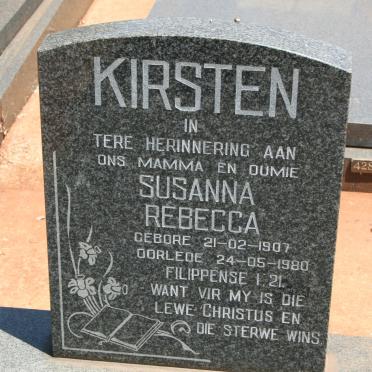 KIRSTEN
IN
TERE HERINNERING AAN
ONS MAMMA EN OUMIE
SUSANNA
REBECCA
GEBORE 21-02-1907
OORLEDE 24-05-1980
FILIPPENSE 1.21.
WANT VIR MY IS DIE
LEWE CHRISTUS EN
DIE STERWE WINS